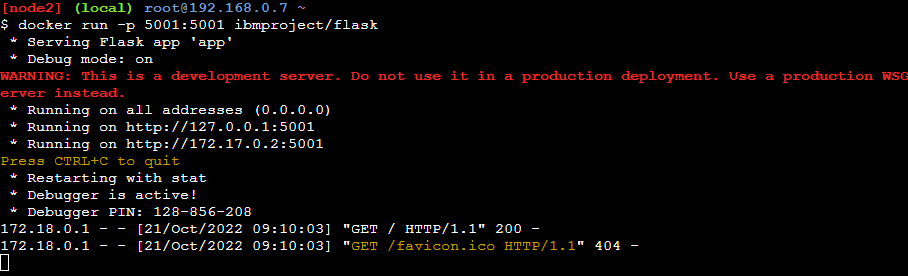 [node2] (local) root@192.168.0.7 ~
$ docker run -p 5001:5001 ibmproject/flask
 * Serving Flask app 'app'
 * Debug mode: on
WARNING: This is a development server. Do not use it in a production deployment. Use a production WSG
erver instead.
 * Running on all addresses (0.0.0.0)
 * Running on http://127.0.0.1:5001
 * Running on http://172.17.0.2:5001
Press CTRL+C to quit
 * Restarting with stat
 * Debugger is active!
 * Debugger PIN: 128-856-208
172.18.0.1 - - [21/Oct/2022 09:10:03] "GET / HTTP/1.1" 200 -
172.18.0.1 - - [21/Oct/2022 09:10:03] "GET /favicon.ico HTTP/1.1" 404 -